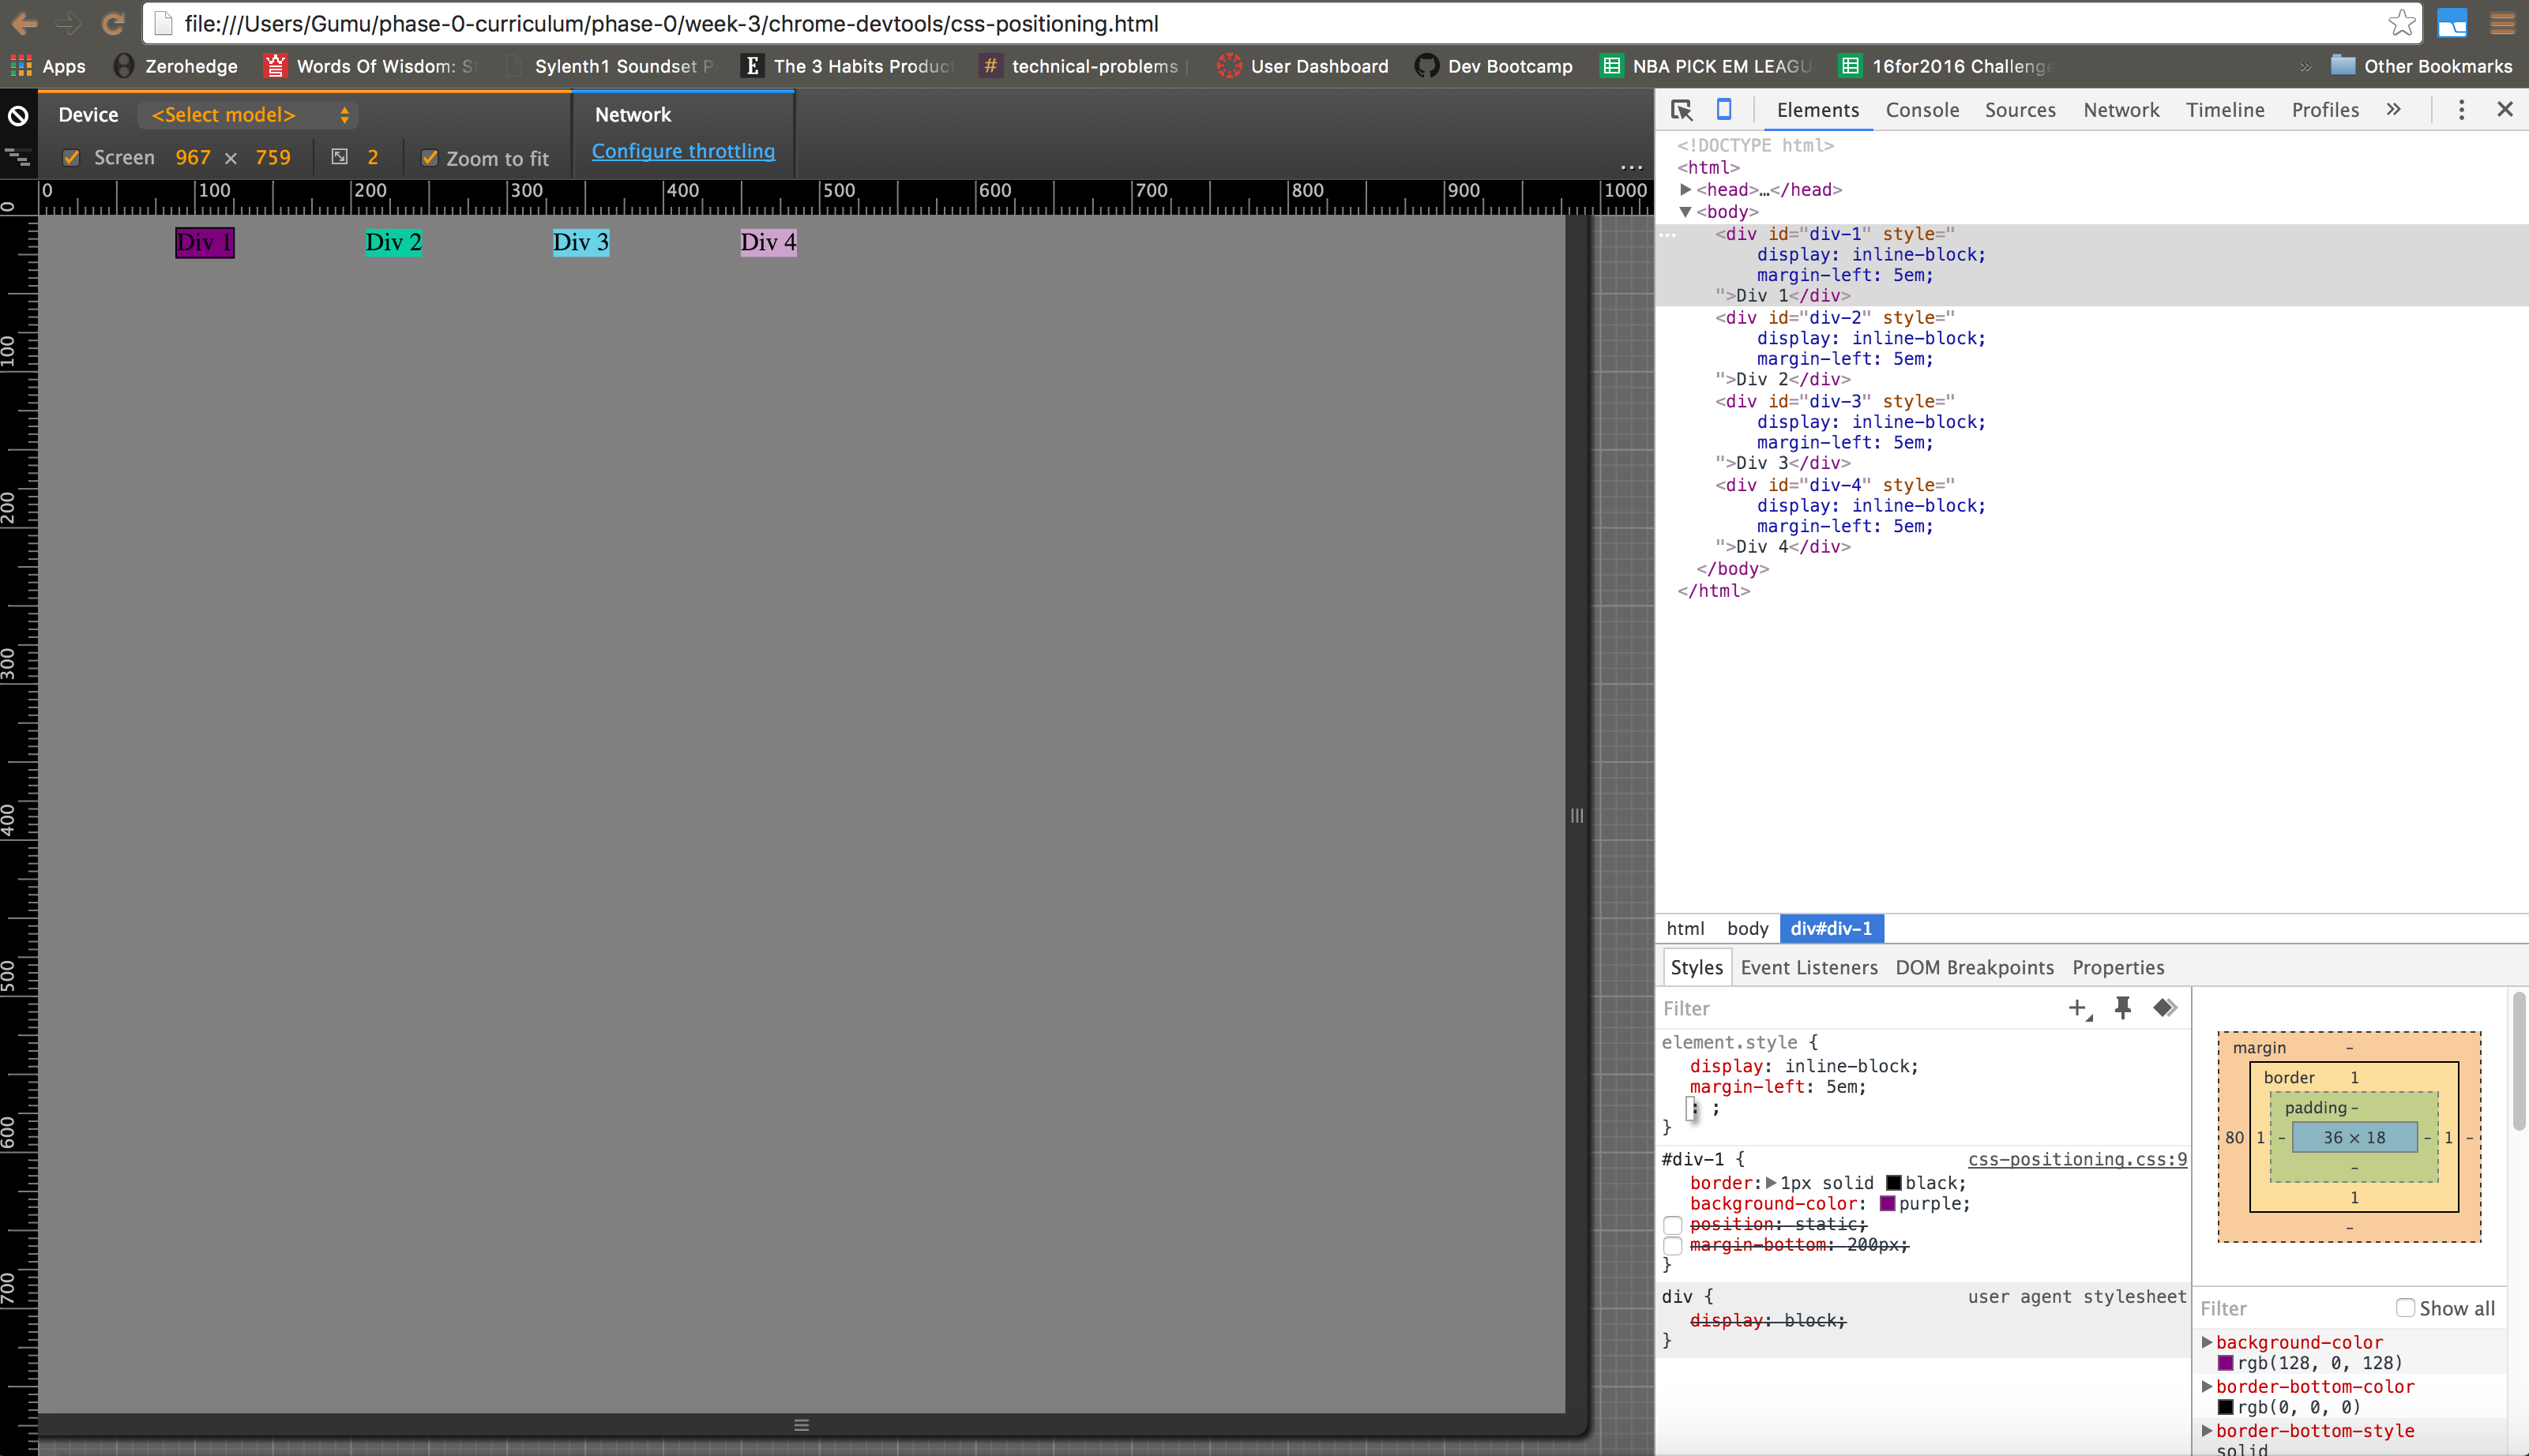 file:///Users/Gumu/phase-0-curriculum/phase-0/week-3/chrome-devtools/css-positioning.html
Apps Zerohedge Words Of Wisdom: Sylenth1 Soundset The 3 Habits Produc technical-problems User Dashboard Dev Bootcamp NBA PICK EM LEAGU 16for2016 Challenge » Other Bookmarks
Device <Select model> Network
Screen 967 × 759 2 Zoom to fit Configure throttling ...
0 100 200 300 400 500 600 700 800 900 1000
0
100
200
300
400
500
600
700
Div 1 Div 2 Div 3 Div 4
Elements Console Sources Network Timeline Profiles »
<!DOCTYPE html>
<html>
<head>…</head>
<body>
<div id="div-1" style="
display: inline-block;
margin-left: 5em;
">Div 1</div>
<div id="div-2" style="
display: inline-block;
margin-left: 5em;
">Div 2</div>
<div id="div-3" style="
display: inline-block;
margin-left: 5em;
">Div 3</div>
<div id="div-4" style="
display: inline-block;
margin-left: 5em;
">Div 4</div>
</body>
</html>
html body div#div-1
Styles Event Listeners DOM Breakpoints Properties
Filter
element.style {
display: inline-block;
margin-left: 5em;
: ;
}
#div-1 { css-positioning.css:9
border: 1px solid black;
background-color: purple;
position: static;
margin-bottom: 200px;
}
div { user agent stylesheet
display: block;
}
margin -
border 1
padding -
80 1 - 36 × 18 - 1 -
-
1
-
Filter Show all
background-color
rgb(128, 0, 128)
border-bottom-color
rgb(0, 0, 0)
border-bottom-style
solid